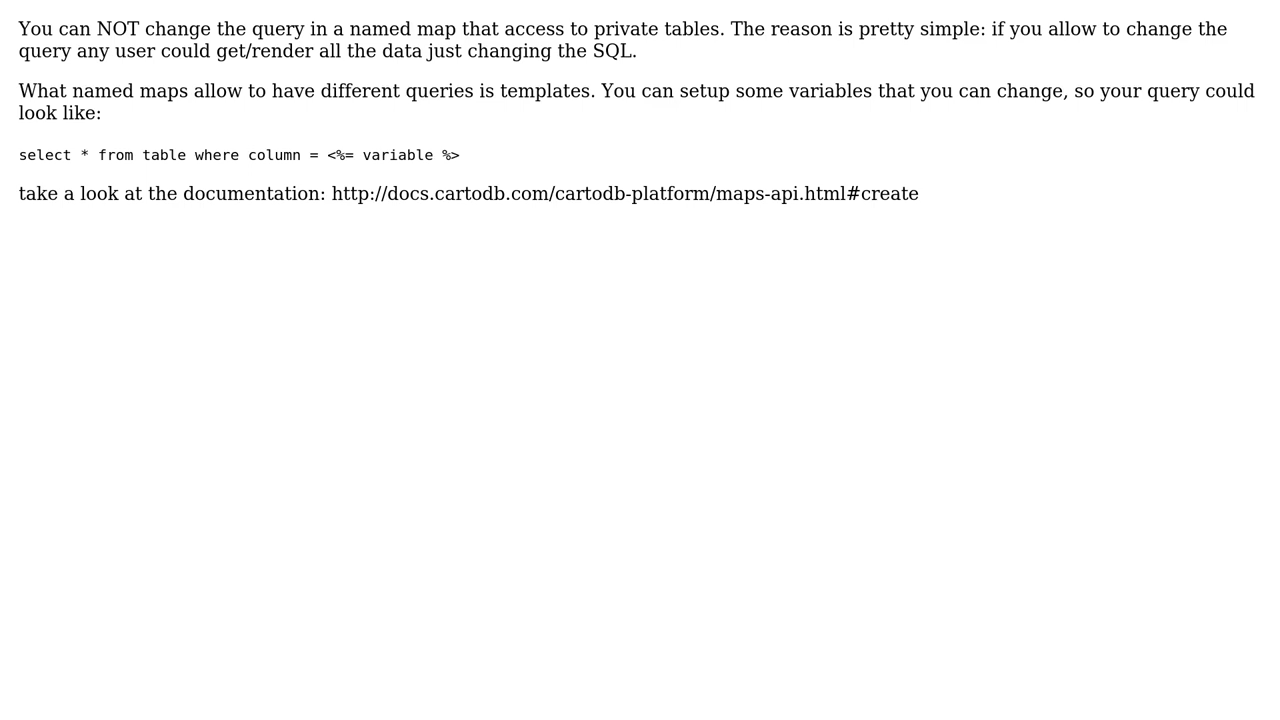 You can NOT change the query in a named map that access to private tables. The reason is pretty simple: if you allow to change the
query any user could get/render all the data just changing the SQL.
What named maps allow to have different queries is templates. You can setup some variables that you can change, so your query could
look like:
select * from table where column = <%= variable %>
take a look at the documentation: http://docs.cartodb.com/cartodb-platform/maps-api.html#create